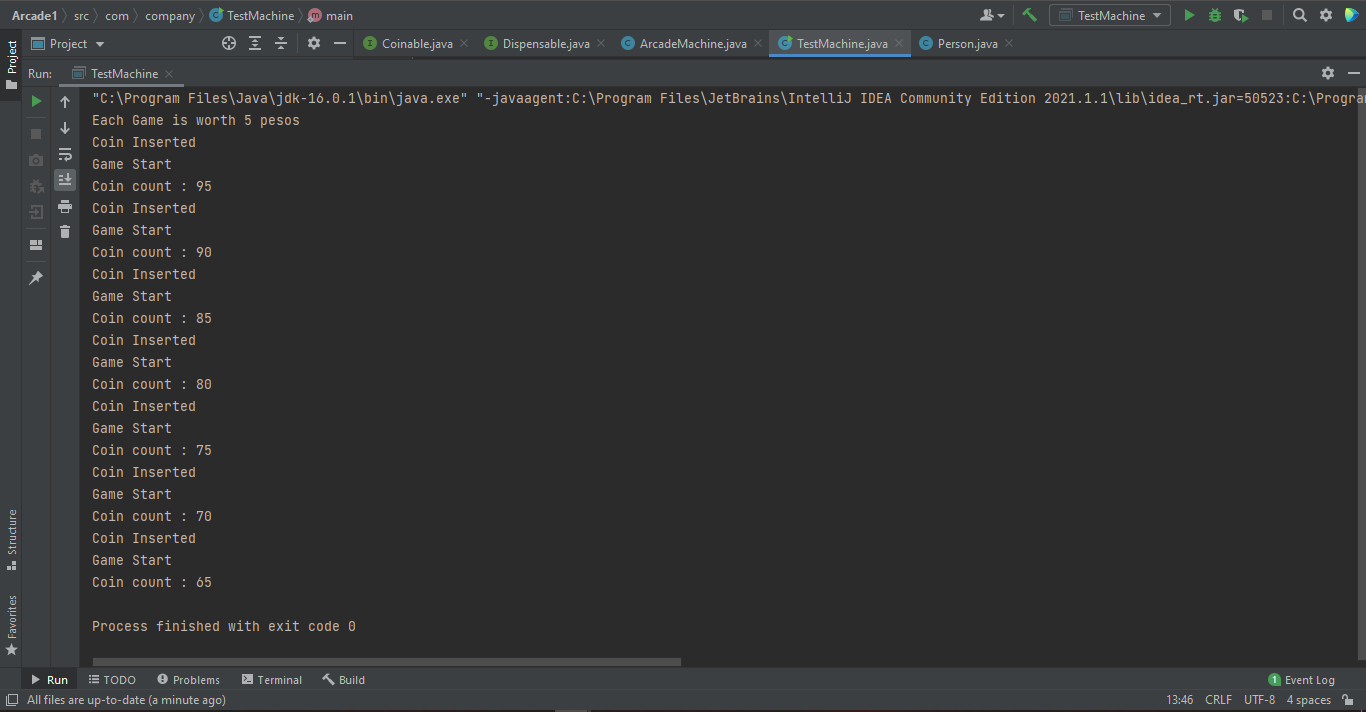 Arcade1 src com company TestMachine main TestMachine
Project Coinable.java Dispensable.java ArcadeMachine.java TestMachine.java Person.java
Project
Run: TestMachine
"C:\Program Files\Java\jdk-16.0.1\bin\java.exe" "-javaagent:C:\Program Files\JetBrains\IntelliJ IDEA Community Edition 2021.1.1\lib\idea_rt.jar=50523:C:\Progra
Each Game is worth 5 pesos
Coin Inserted
Game Start
Coin count : 95
Coin Inserted
Game Start
Coin count : 90
Coin Inserted
Game Start
Coin count : 85
Coin Inserted
Game Start
Coin count : 80
Coin Inserted
Game Start
Coin count : 75
Coin Inserted
Game Start
Coin count : 70
Coin Inserted
Game Start
Coin count : 65
Process finished with exit code 0
Structure
Favorites
Run TODO Problems Terminal Build 1 Event Log
All files are up-to-date (a minute ago) 13:46 CRLF UTF-8 4 spaces